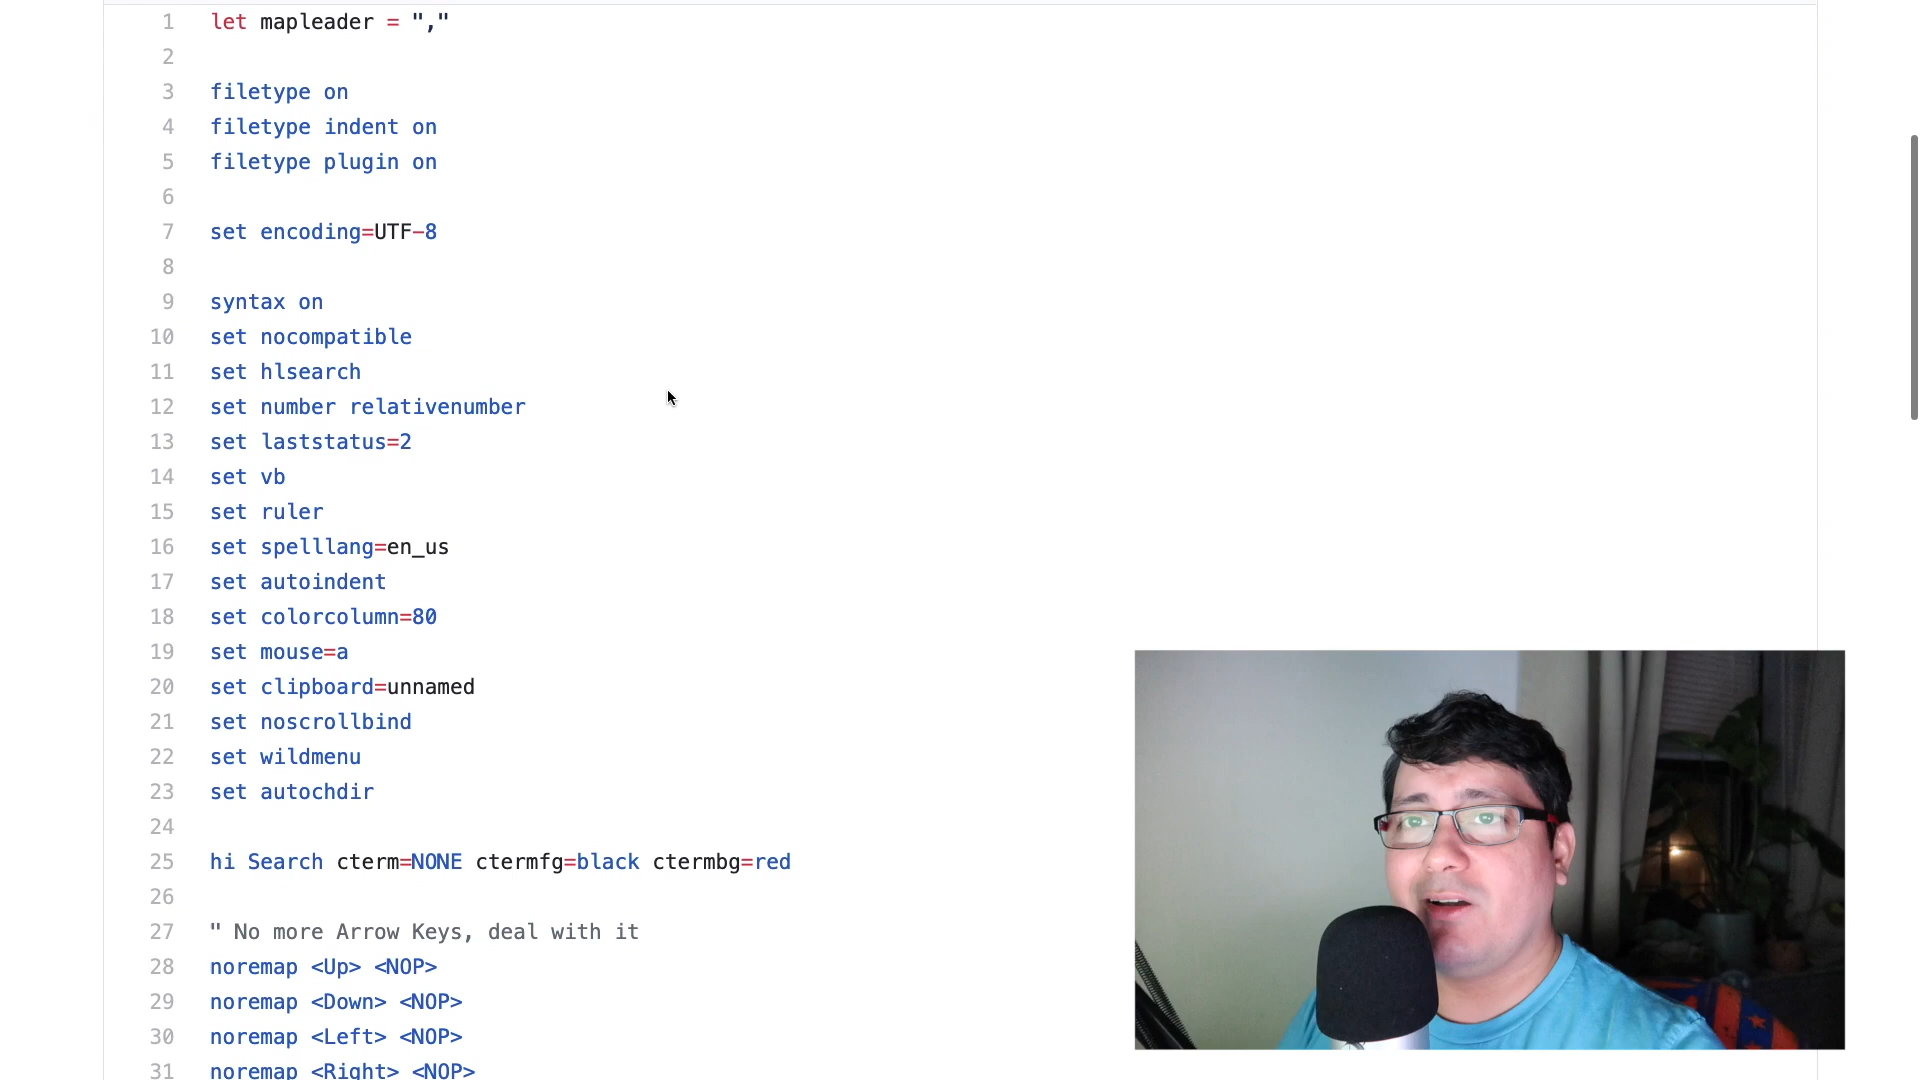 1 let mapleader = ","
2
3 filetype on
4 filetype indent on
5 filetype plugin on
6
7 set encoding=UTF-8
8
9 syntax on
10 set nocompatible
11 set hlsearch
12 set number relativenumber
13 set laststatus=2
14 set vb
15 set ruler
16 set spelllang=en_us
17 set autoindent
18 set colorcolumn=80
19 set mouse=a
20 set clipboard=unnamed
21 set noscrollbind
22 set wildmenu
23 set autochdir
24
25 hi Search cterm=NONE ctermfg=black ctermbg=red
26
27 " No more Arrow Keys, deal with it
28 noremap <Up> <NOP>
29 noremap <Down> <NOP>
30 noremap <Left> <NOP>
31 noremap <Right> <NOP>